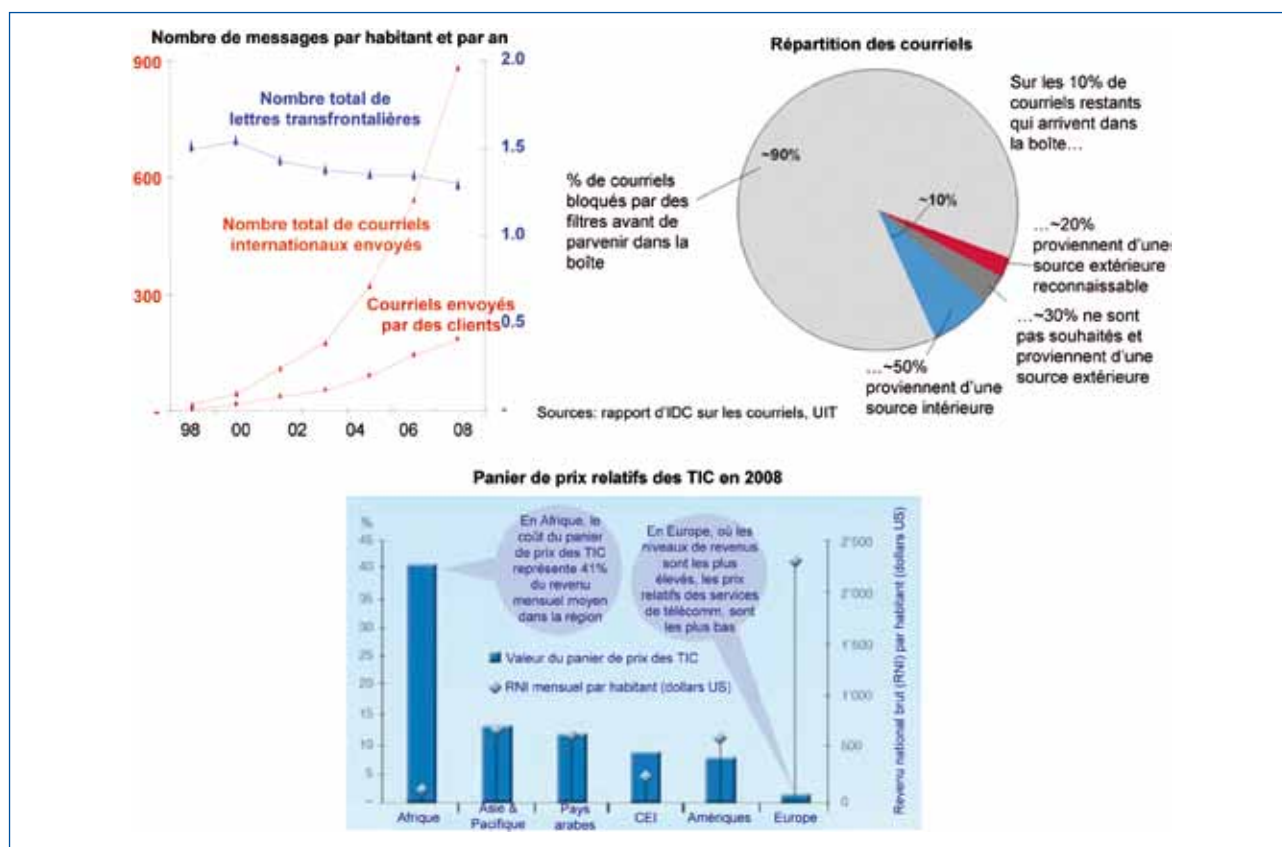 Nombre de messages par habitant et par an
900
600
300
-
2.0
1.5
1.0
0.5
-
Nombre total de
lettres transfrontalières
Nombre total de courriels
internationaux envoyés
Courriels envoyés
par des clients
98 00 02 04 06 08
Répartition des courriels
~90%
~10%
% de courriels
bloqués par des
filtres avant de
parvenir dans la
boîte
Sur les 10% de
courriels restants
qui arrivent dans
la boîte…
…~20%
proviennent d'une
source extérieure
reconnaissable
…~30% ne sont
pas souhaités et
proviennent d'une
source extérieure
…~50%
proviennent d'une
source intérieure
Sources: rapport d'IDC sur les courriels, UIT
Panier de prix relatifs des TIC en 2008
%
45
40
35
30
25
20
15
10
5
–
En Afrique, le
coût du panier
de prix des TIC
représente 41%
du revenu
mensuel moyen
dans la région
En Europe, où les
niveaux de revenus
sont les plus
élevés, les prix
relatifs des services
de télécomm. sont
les plus bas
Valeur du panier de prix des TIC
RNI mensuel par habitant (dollars US)
2'500
2'000
1'500
1'000
500
0
Revenu national brut (RNI) par habitant (dollars US)
Afrique
Asie &
Pacifique
Pays
arabes
CEI
Amériques
Europe